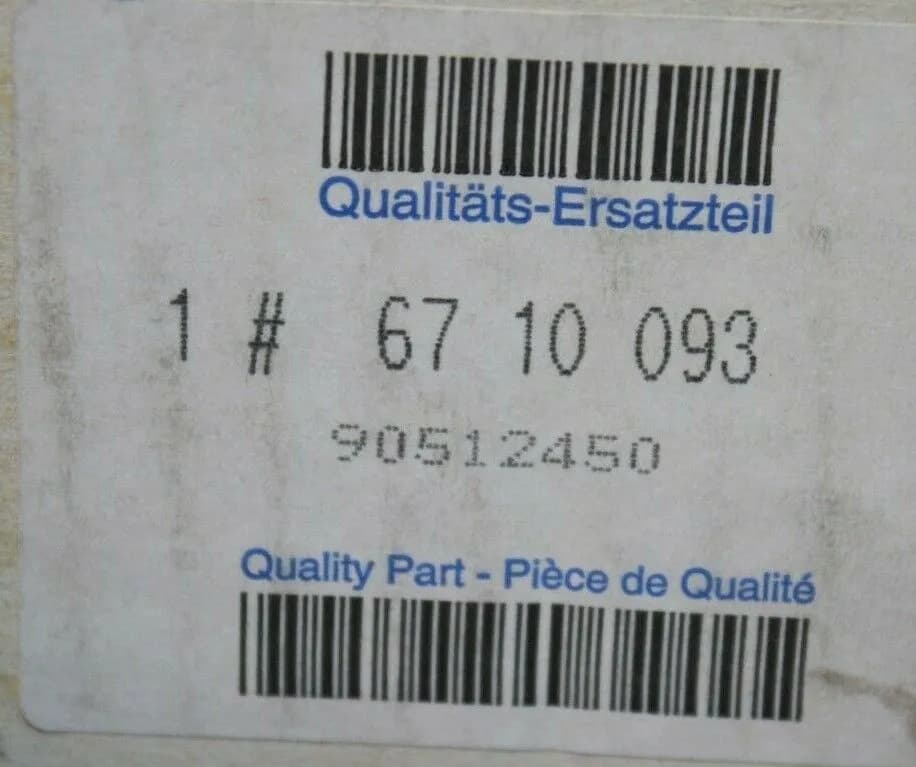 Qualitäts-Ersatzteil
1 # 67 10 093
90512450
Quality Part - Pièce de Qualité